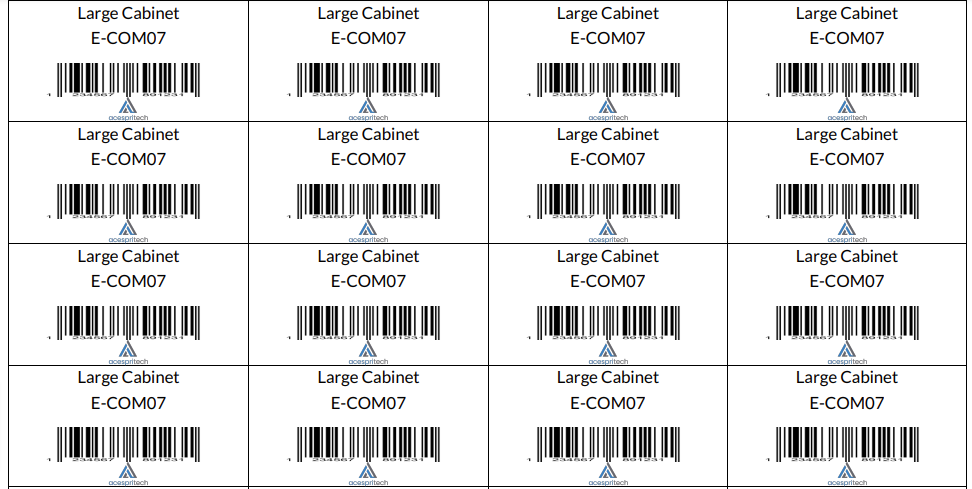 Large Cabinet Large Cabinet Large Cabinet Large Cabinet
E-COM07 E-COM07 E-COM07 E-COM07
1 234567 891231 1 234567 891231 1 234567 891231 1 234567 891231
acespritech acespritech acespritech acespritech
Large Cabinet Large Cabinet Large Cabinet Large Cabinet
E-COM07 E-COM07 E-COM07 E-COM07
1 234567 891231 1 234567 891231 1 234567 891231 1 234567 891231
acespritech acespritech acespritech acespritech
Large Cabinet Large Cabinet Large Cabinet Large Cabinet
E-COM07 E-COM07 E-COM07 E-COM07
1 234567 891231 1 234567 891231 1 234567 891231 1 234567 891231
acespritech acespritech acespritech acespritech
Large Cabinet Large Cabinet Large Cabinet Large Cabinet
E-COM07 E-COM07 E-COM07 E-COM07
1 234567 891231 1 234567 891231 1 234567 891231 1 234567 891231
acespritech acespritech acespritech acespritech